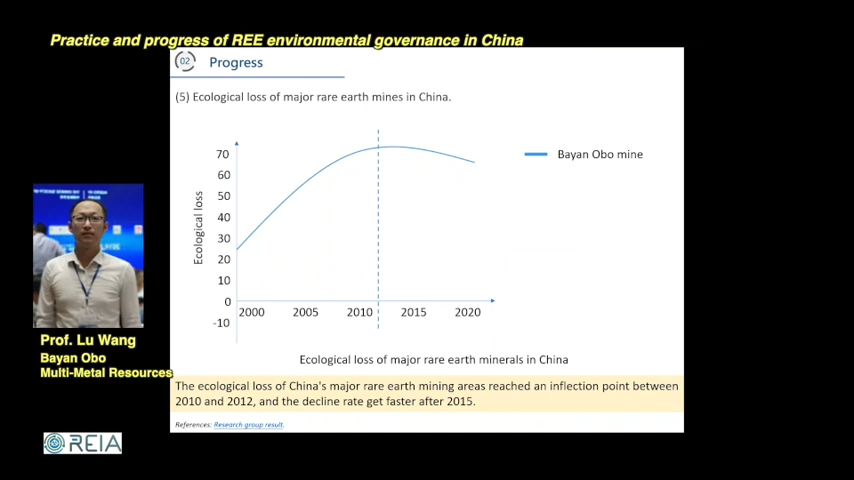 Practice and progress of REE environmental governance in China
02
Progress
(5) Ecological loss of major rare earth mines in China.
Bayan Obo mine
Ecological loss
70
60
50
40
30
20
10
0
-10
2000 2005 2010 2015 2020
Ecological loss of major rare earth minerals in China
The ecological loss of China's major rare earth mining areas reached an inflection point between
2010 and 2012, and the decline rate get faster after 2015.
References: Research group result.
Prof. Lu Wang
Bayan Obo
Multi-Metal Resources
REIA